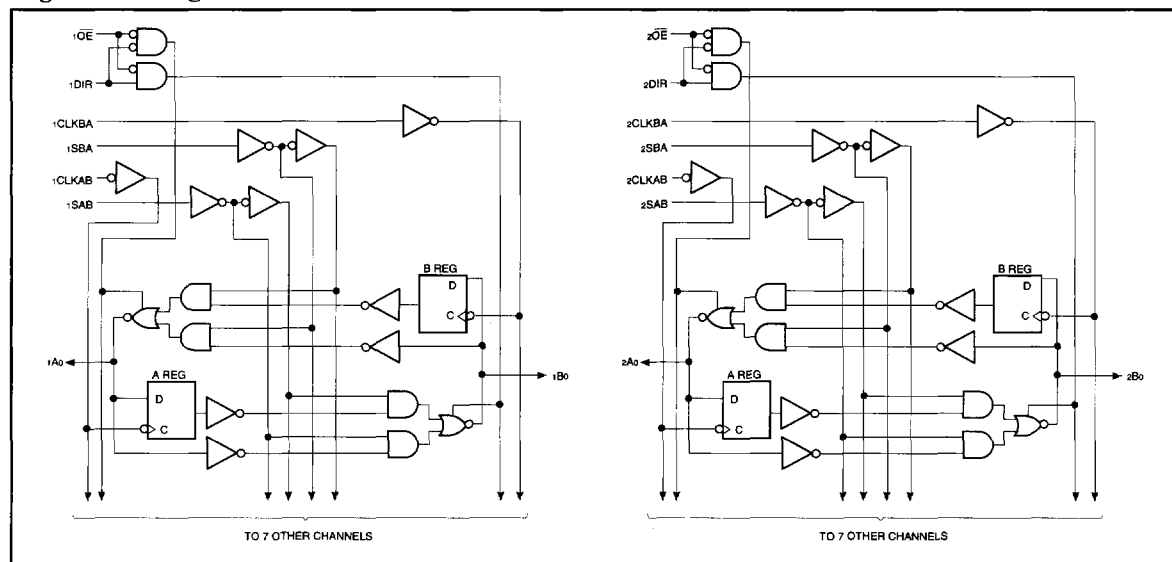 1OE
1DIR
1CLKBA
1SBA
1CLKAB
1SAB
B REG
D
C
1A0
1B0
A REG
D
C
TO 7 OTHER CHANNELS
2OE
2DIR
2CLKBA
2SBA
2CLKAB
2SAB
B REG
D
C
2A0
2B0
A REG
D
C
TO 7 OTHER CHANNELS